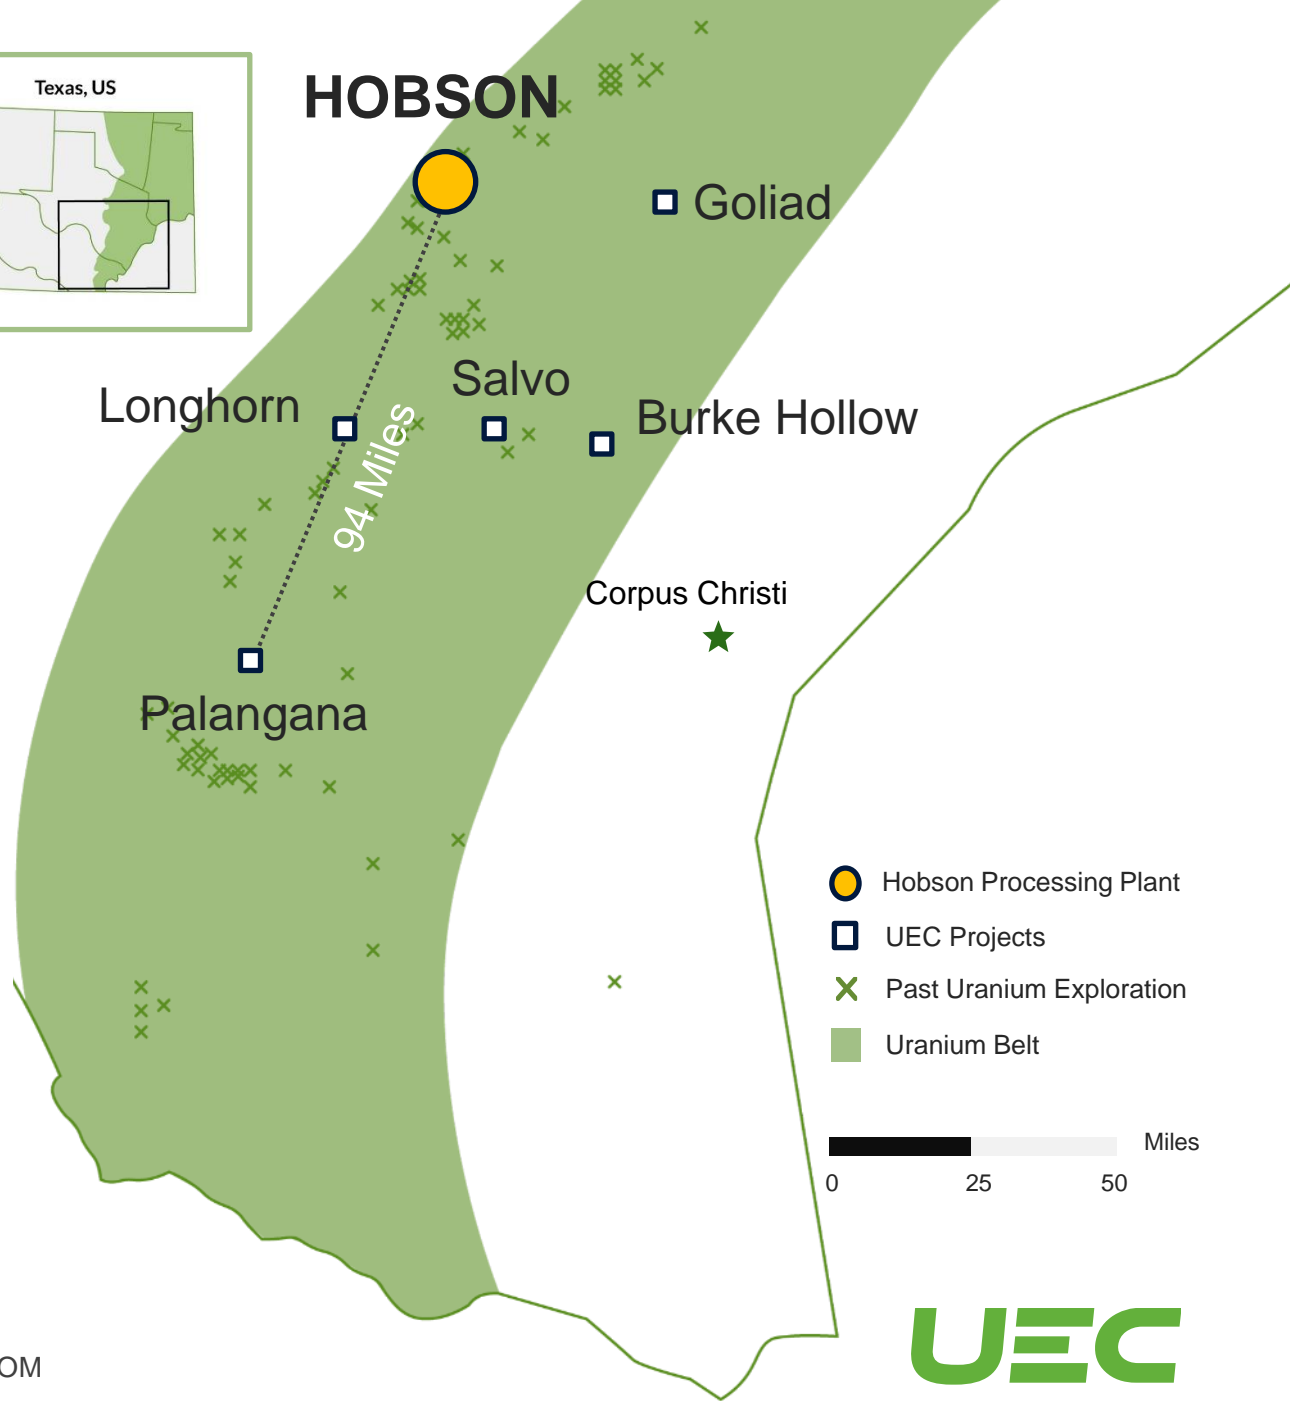 Texas, US
HOBSON
Goliad
Salvo
Longhorn
Burke Hollow
94 Miles
Corpus Christi
Palangana
Hobson Processing Plant
UEC Projects
Past Uranium Exploration
Uranium Belt
Miles
0 25 50
UEC
OM